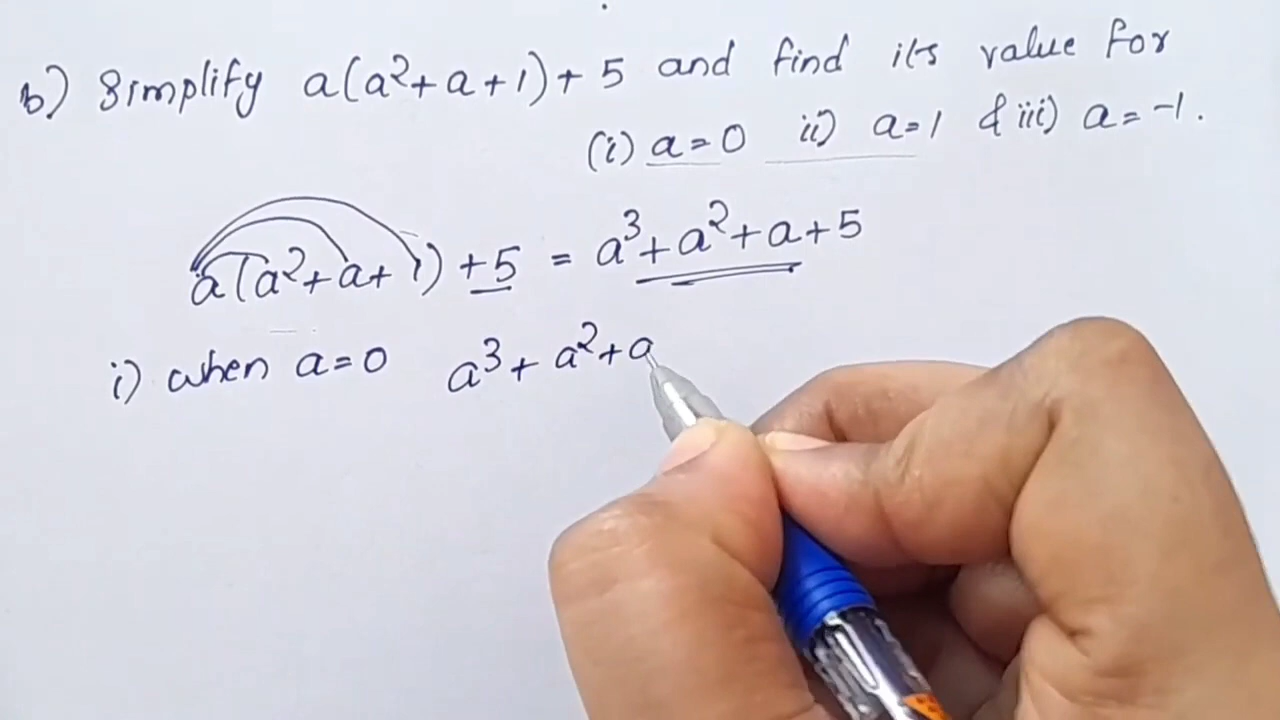 b) Simplify a(a²+a+1)+5 and find its value for
(i) a=0 ii) a=1 & iii) a=-1.
a(a²+a+1)+5 = a³+a²+a+5
i) when a=0 a³+a²+a